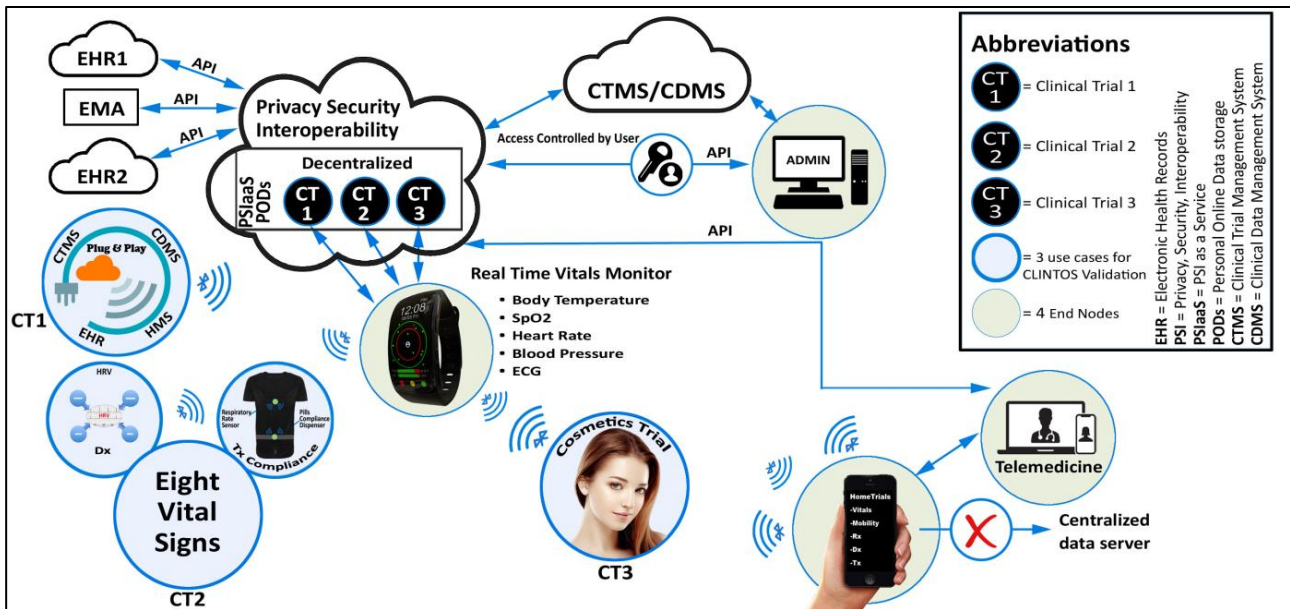 EHR1
API
EMA
API
EHR2
API
Privacy Security
Interoperability
Decentralized
PSIaaS
PODs
CT
1
CT
2
CT
3
CTMS/CDMS
Access Controlled by User
API
ADMIN
API
Plug & Play
CTMS
CDMS
EHR
HMS
CT1
HRV
HRV
Dx
Respiratory
Rate
Sensor
Pills
Compliance
Dispenser
Tx Compliance
Eight
Vital
Signs
CT2
Real Time Vitals Monitor
• Body Temperature
• SpO2
• Heart Rate
• Blood Pressure
• ECG
12:08
Cosmetics Trial
CT3
HomeTrials
-Vitals
-Mobility
-Rx
-Dx
-Tx
Telemedicine
X
Centralized
data server
Abbreviations
CT
1
= Clinical Trial 1
CT
2
= Clinical Trial 2
CT
3
= Clinical Trial 3
= 3 use cases for
CLINTOS Validation
= 4 End Nodes
EHR = Electronic Health Records
PSI = Privacy, Security, Interoperability
PSIaaS = PSI as a Service
PODs = Personal Online Data storage
CTMS = Clinical Trial Management System
CDMS = Clinical Data Management System